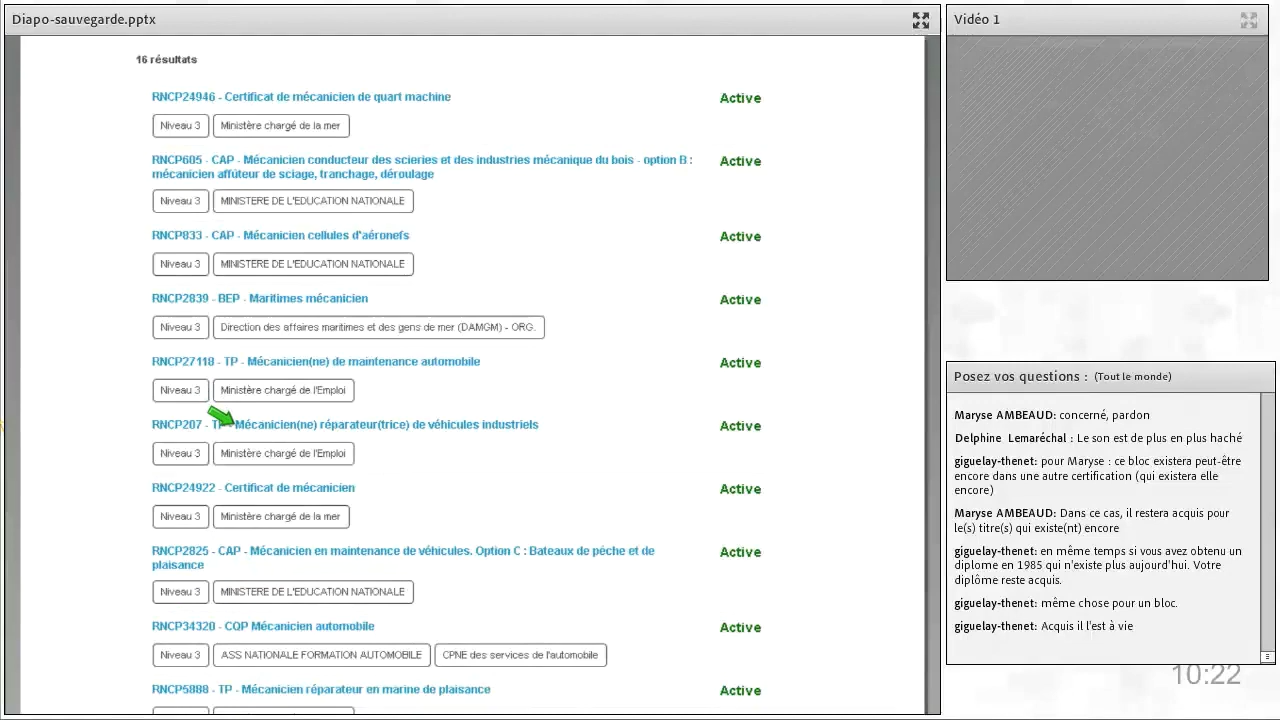 Diapo-sauvegarde.pptx
16 résultats
RNCP24946 - Certificat de mécanicien de quart machine
Active
Niveau 3
Ministère chargé de la mer
RNCP605 - CAP - Mécanicien conducteur des scieries et des industries mécanique du bois - option B :
mécanicien affûteur de sciage, tranchage, déroulage
Active
Niveau 3
MINISTERE DE L'EDUCATION NATIONALE
RNCP833 - CAP - Mécanicien cellules d'aéronefs
Active
Niveau 3
MINISTERE DE L'EDUCATION NATIONALE
RNCP2839 - BEP - Maritimes mécanicien
Active
Niveau 3
Direction des affaires maritimes et des gens de mer (DAMGM) - ORG.
RNCP27118 - TP - Mécanicien(ne) de maintenance automobile
Active
Niveau 3
Ministère chargé de l'Emploi
RNCP207 - TP - Mécanicien(ne) réparateur(trice) de véhicules industriels
Active
Niveau 3
Ministère chargé de l'Emploi
RNCP24922 - Certificat de mécanicien
Active
Niveau 3
Ministère chargé de la mer
RNCP2825 - CAP - Mécanicien en maintenance de véhicules. Option C : Bateaux de pêche et de
plaisance
Active
Niveau 3
MINISTERE DE L'EDUCATION NATIONALE
RNCP34320 - CQP Mécanicien automobile
Active
Niveau 3
ASS NATIONALE FORMATION AUTOMOBILE
CPNE des services de l'automobile
RNCP5888 - TP - Mécanicien réparateur en marine de plaisance
Active
Vidéo 1
Posez vos questions : (Tout le monde)
Maryse AMBEAUD: concerné, pardon
Delphine Lemaréchal : Le son est de plus en plus haché
giguelay-thenet: pour Maryse : ce bloc existera peut-être
encore dans une autre certification (qui existera elle
encore)
Maryse AMBEAUD: Dans ce cas, il restera acquis pour
le(s) titre(s) qui existe(nt) encore
giguelay-thenet: en même temps si vous avez obtenu un
diplome en 1985 qui n'existe plus aujourd'hui. Votre
diplôme reste acquis.
giguelay-thenet: même chose pour un bloc.
giguelay-thenet: Acquis il l'est à vie
10:22